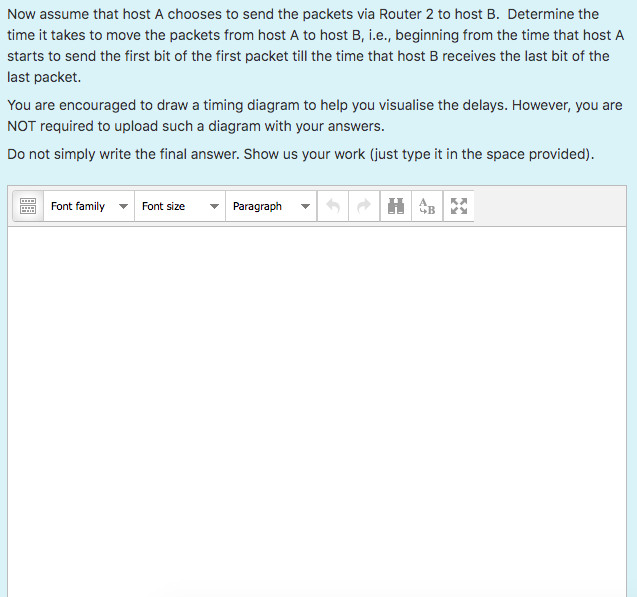 Now assume that host A chooses to send the packets via Router 2 to host B.  Determine the
time it takes to move the packets from host A to host B, i.e., beginning from the time that host A
starts to send the first bit of the first packet till the time that host B receives the last bit of the
last packet.
You are encouraged to draw a timing diagram to help you visualise the delays. However, you are
NOT required to upload such a diagram with your answers.
Do not simply write the final answer. Show us your work (just type it in the space provided).
Font family Font size Paragraph A B